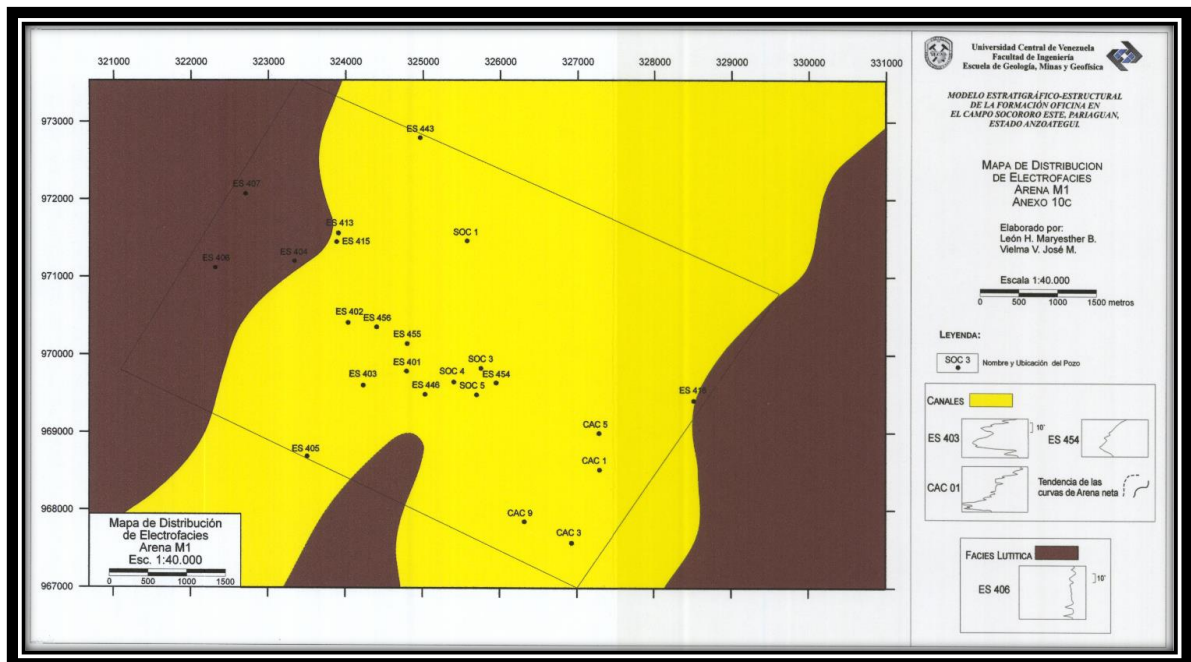 321000 322000 323000 324000 325000 326000 327000 328000 329000 330000 331000
973000
972000
971000
970000
969000
968000
967000
ES 443
ES 407
ES 413
ES 415
SOC 1
ES 404
ES 402
ES 456
ES 455
ES 401
SOC 3
SOC 4
ES 454
ES 403
ES 446
SOC 5
CAC 5
ES 405
CAC 1
CAC 9
CAC 3
Mapa de Distribución
de Electrofacies
Arena M1
Esc. 1:40.000
0 500 1000 1500
Universidad Central de Venezuela
Facultad de Ingeniería
Escuela de Geología, Minas y Geofísica
MODELO ESTRATIGRÁFICO-ESTRUCTURAL
DE LA FORMACIÓN OFICINA EN
EL CAMPO SOCORORO ESTE, PARIAGUAN,
ESTADO ANZOATEGUI.
MAPA DE DISTRIBUCION
DE ELECTROFACIES
ARENA M1
ANEXO 10C
Elaborado por:
León H. Maryesther B.
Vielma V. José M.
Escala 1:40.000
0 500 1000 1500 metros
LEYENDA:
SOC 3 Nombre y Ubicación del Pozo
CANALES
ES 403 10' ES 454
CAC 01 Tendencia de las
curvas de Arena neta
FACIES LUTITICA
ES 406 10'